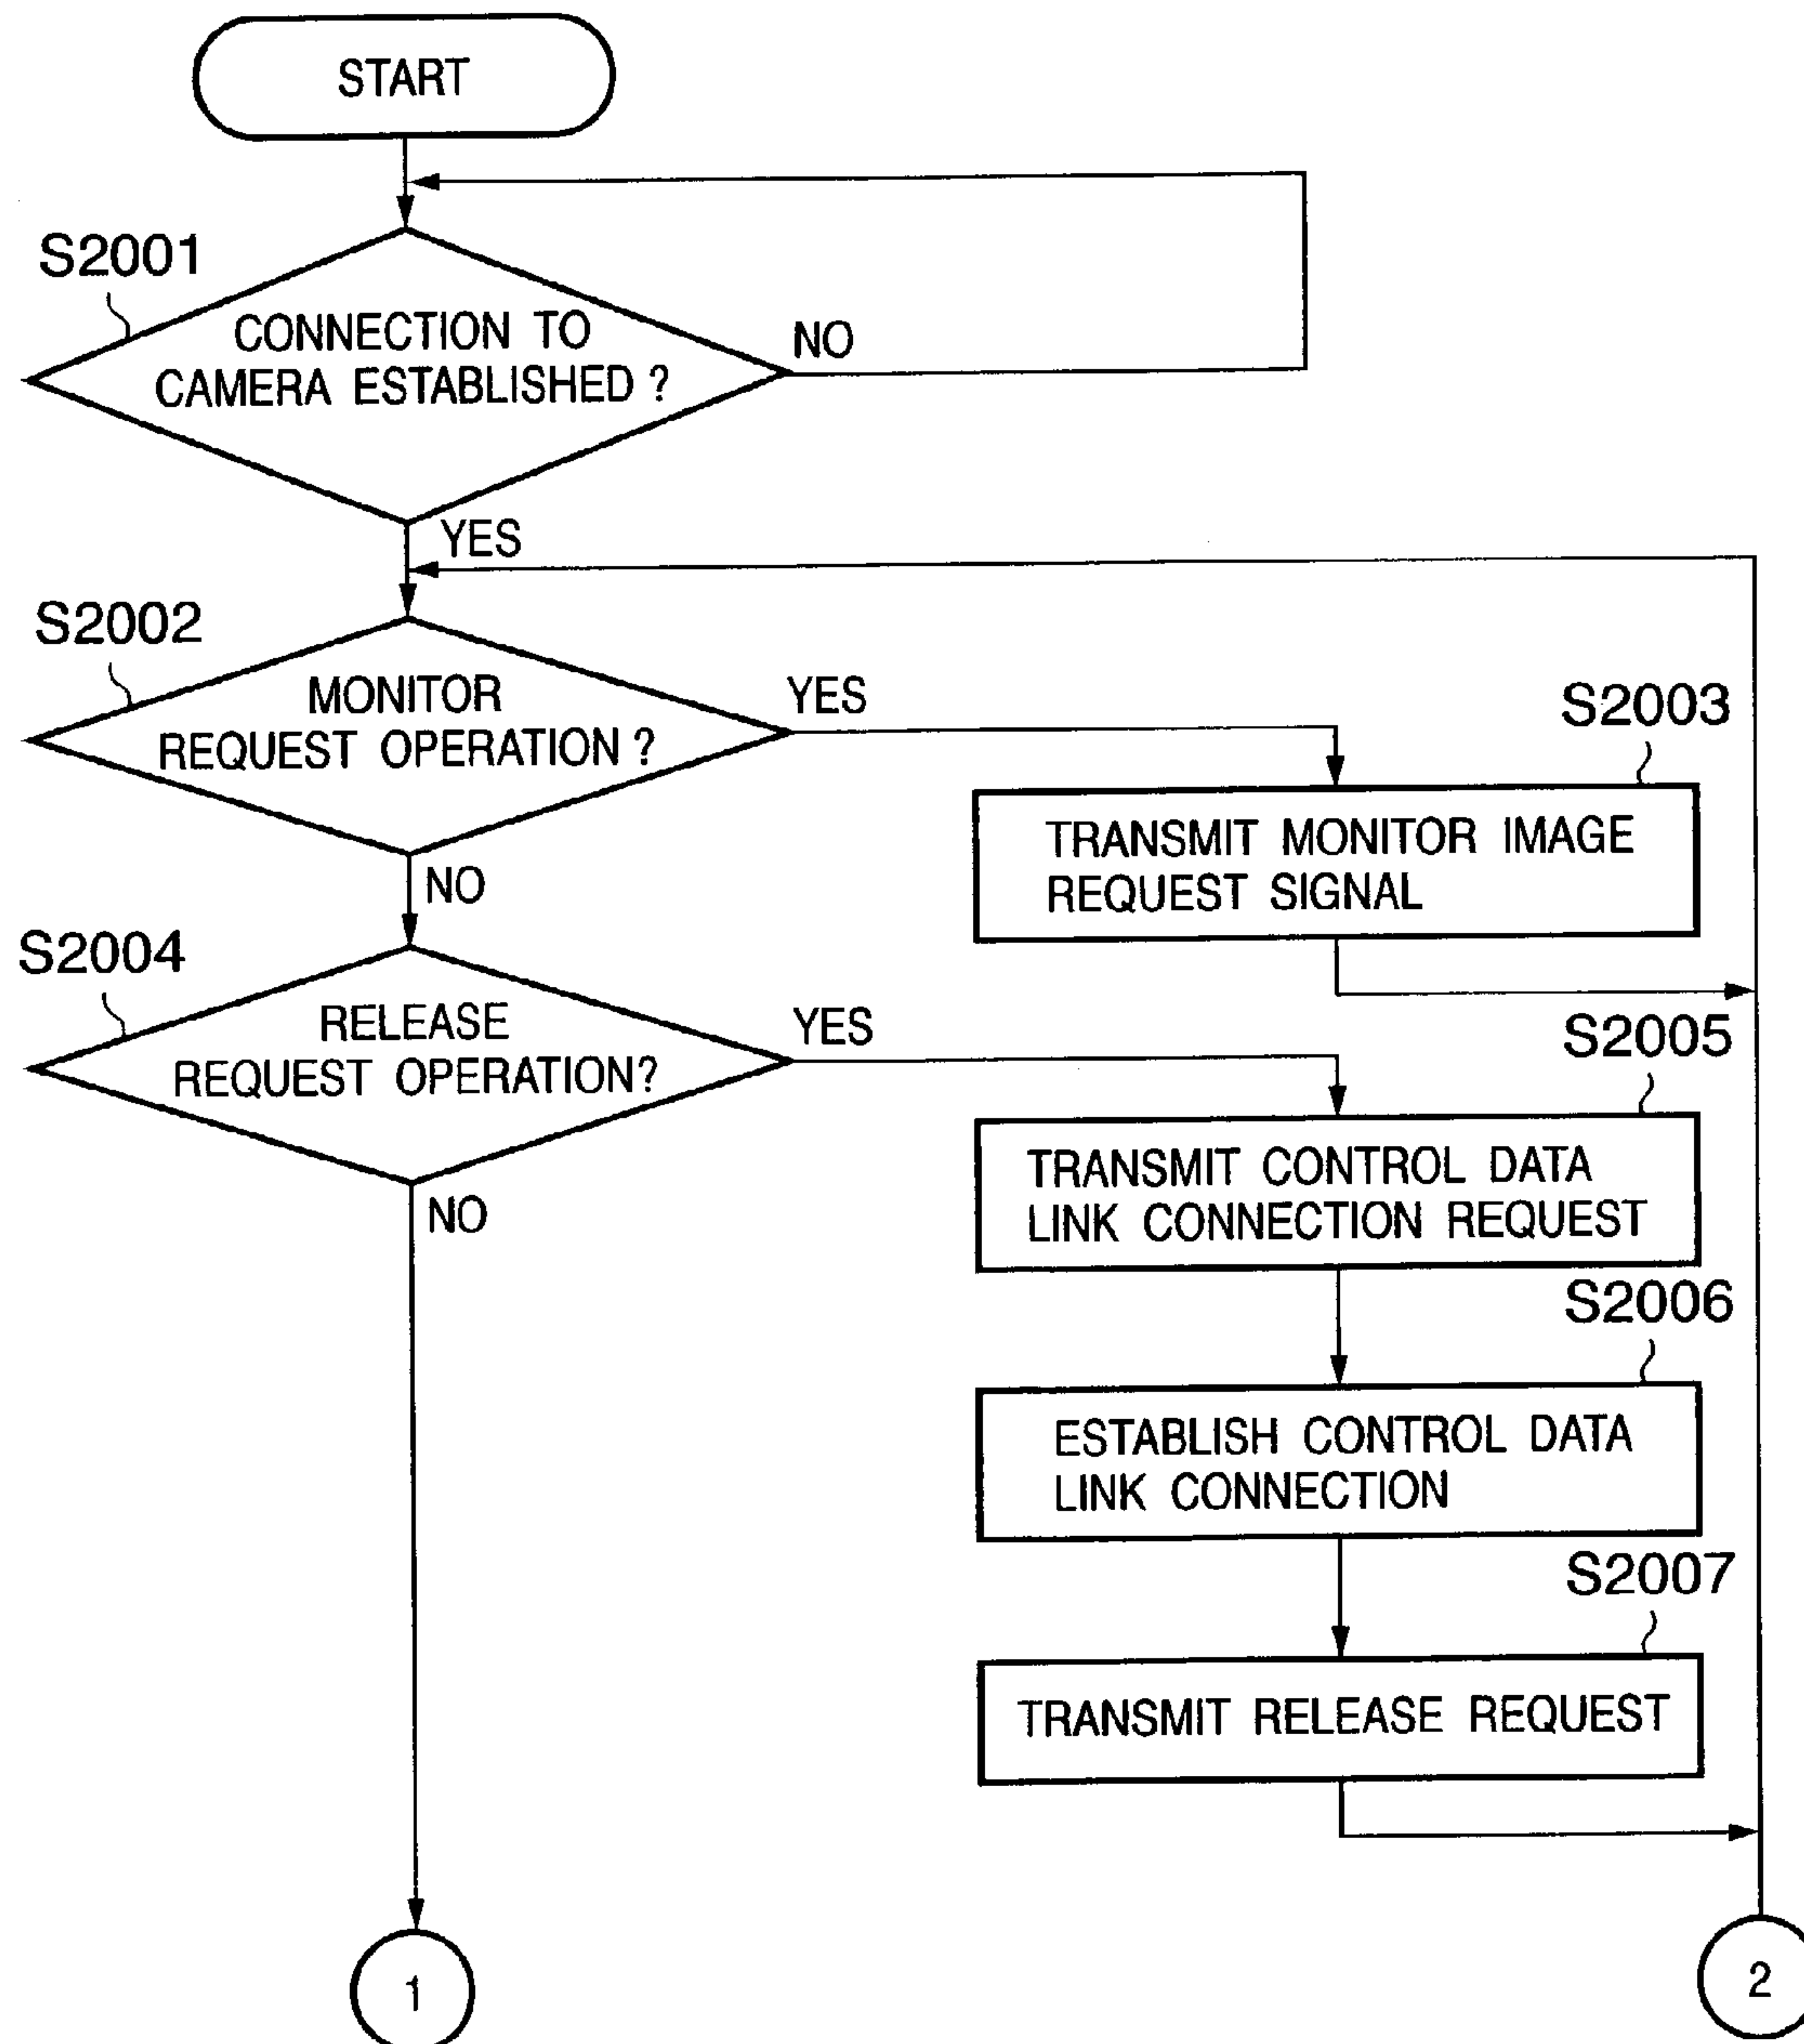 START
S2001
CONNECTION TO
CAMERA ESTABLISHED ?
NO
YES
S2002
MONITOR
REQUEST OPERATION ?
YES
NO
S2003
TRANSMIT MONITOR IMAGE
REQUEST SIGNAL
S2004
RELEASE
REQUEST OPERATION?
YES
NO
S2005
TRANSMIT CONTROL DATA
LINK CONNECTION REQUEST
S2006
ESTABLISH CONTROL DATA
LINK CONNECTION
S2007
TRANSMIT RELEASE REQUEST
1
2